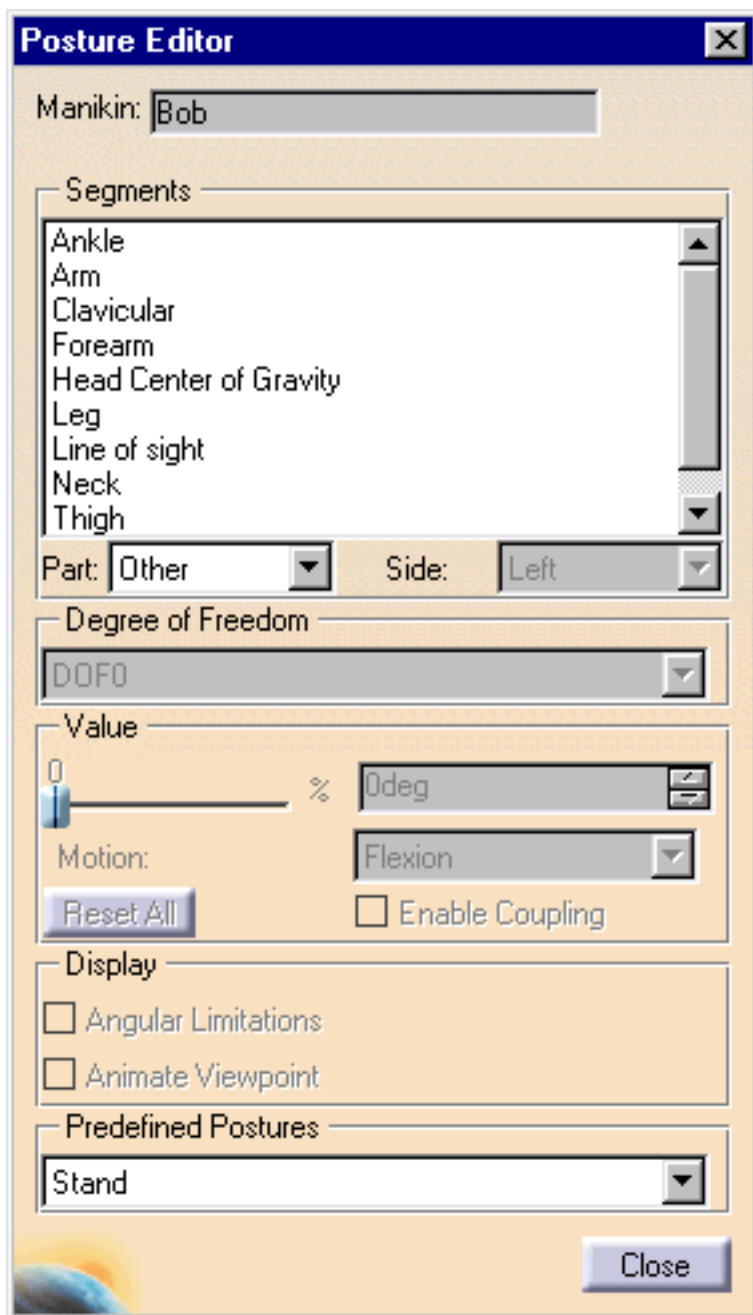 Posture Editor
Manikin: Bob
Segments
Ankle
Arm
Clavicular
Forearm
Head Center of Gravity
Leg
Line of sight
Neck
Thigh
Part: Other Side: Left
Degree of Freedom
DOF0
Value
0
% 0deg
Motion: Flexion
Reset All Enable Coupling
Display
Angular Limitations
Animate Viewpoint
Predefined Postures
Stand
Close